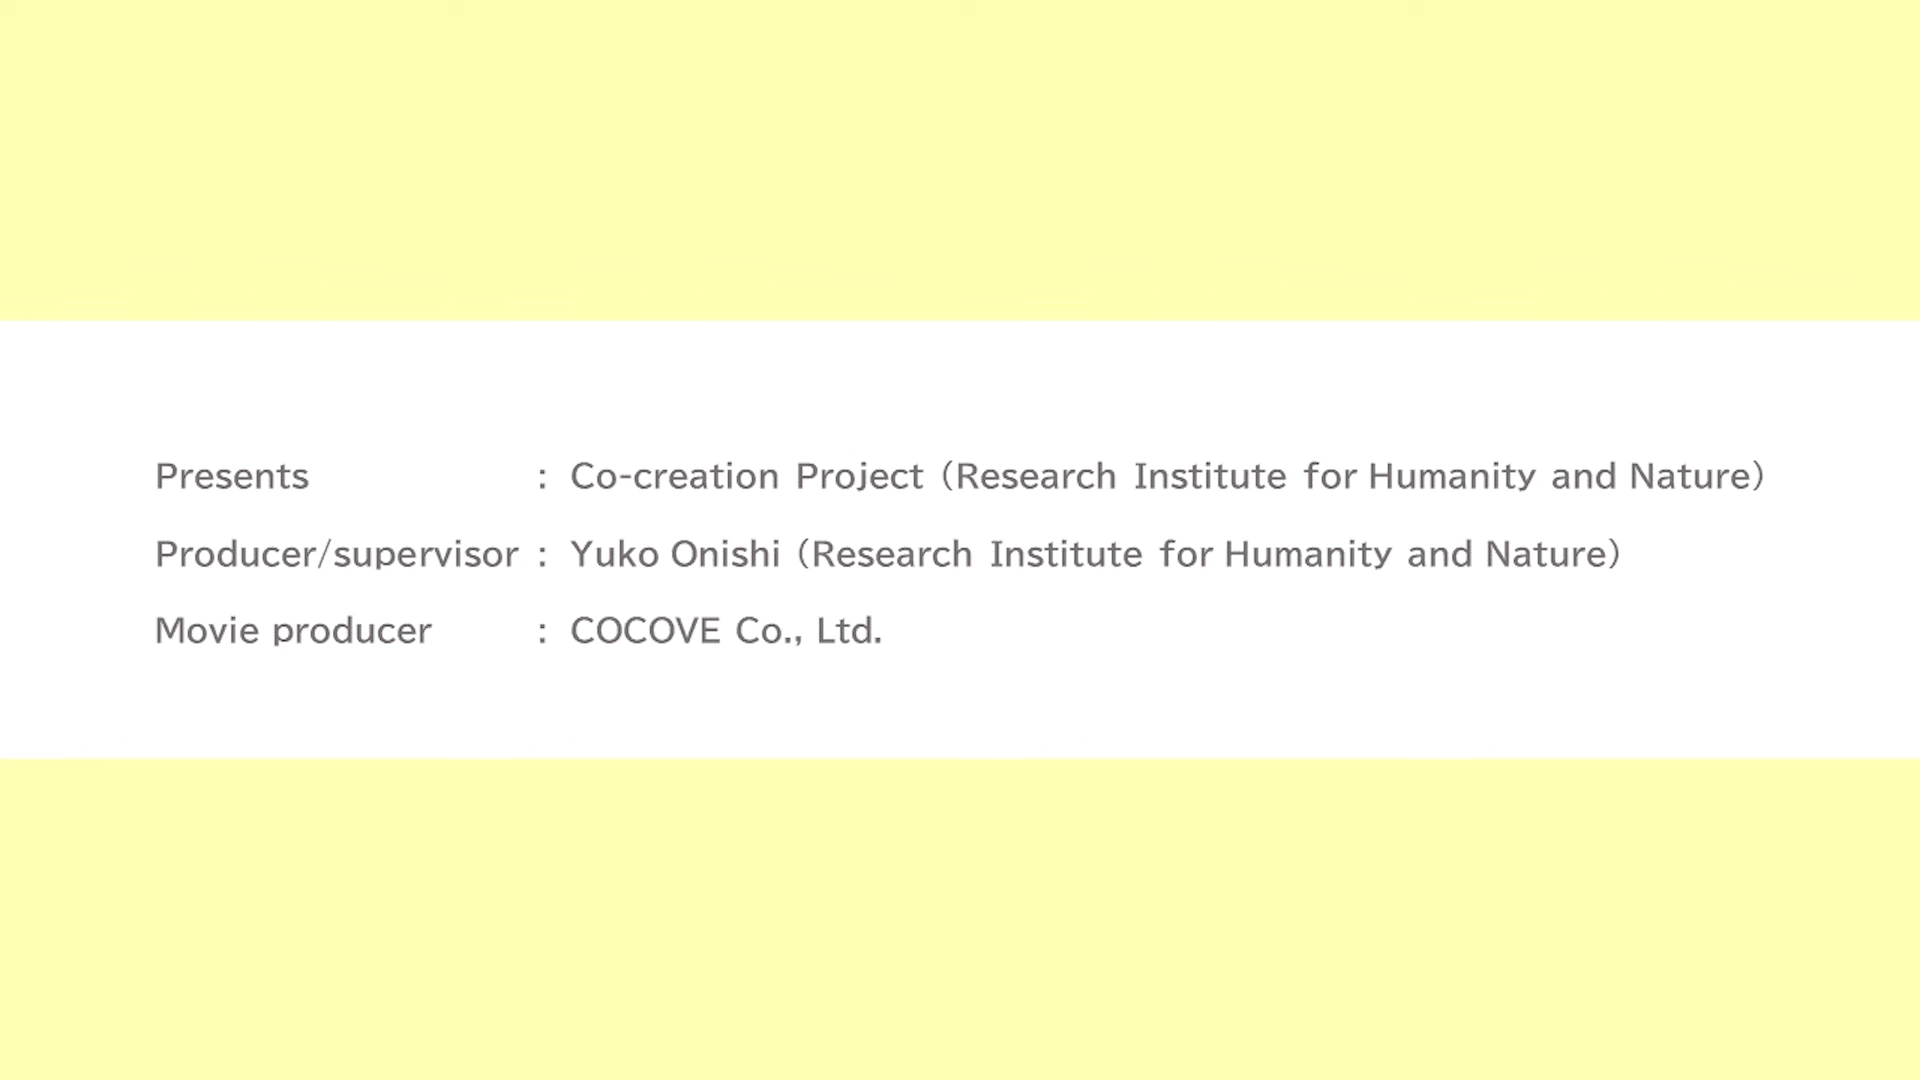 Presents : Co-creation Project (Research Institute for Humanity and Nature)
Producer/supervisor : Yuko Onishi (Research Institute for Humanity and Nature)
Movie producer : COCOVE Co., Ltd.